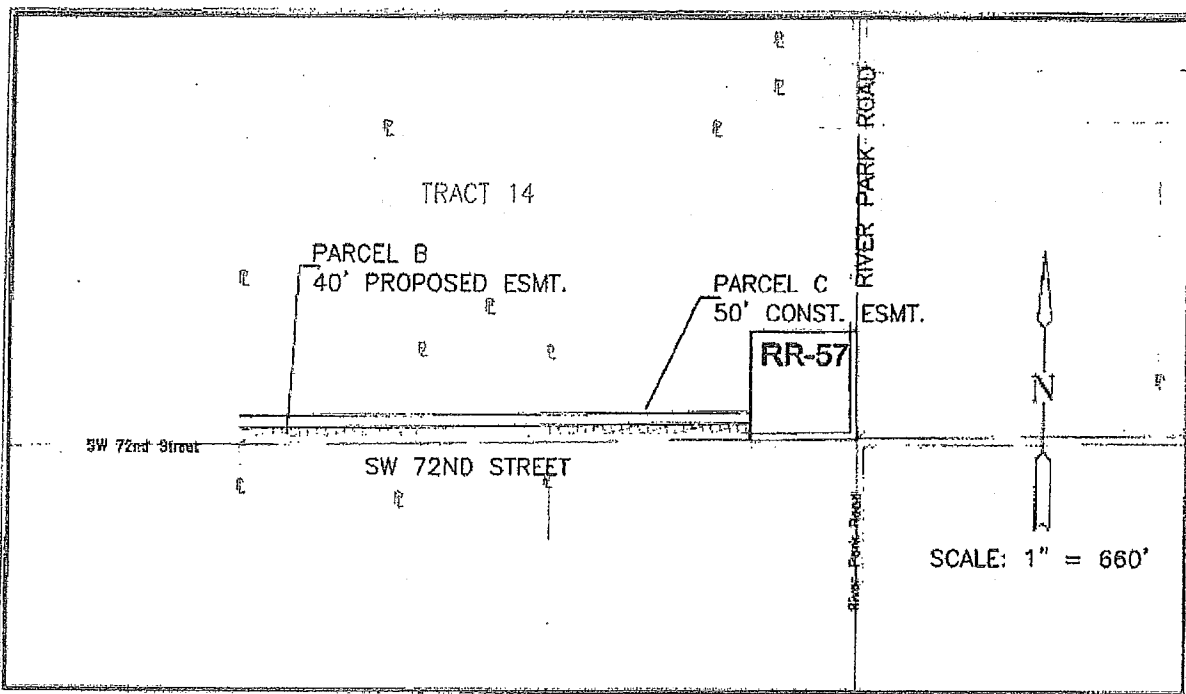 ℄
℄
℄
℄
RIVER PARK ROAD
TRACT 14
PARCEL B
40' PROPOSED ESMT.
℄
℄
PARCEL C
50' CONST. ESMT.
℄
℄
RR-57
N
℄
SW 72nd Street
SW 72ND STREET
℄
℄
℄
River Park Road
SCALE: 1" = 660'